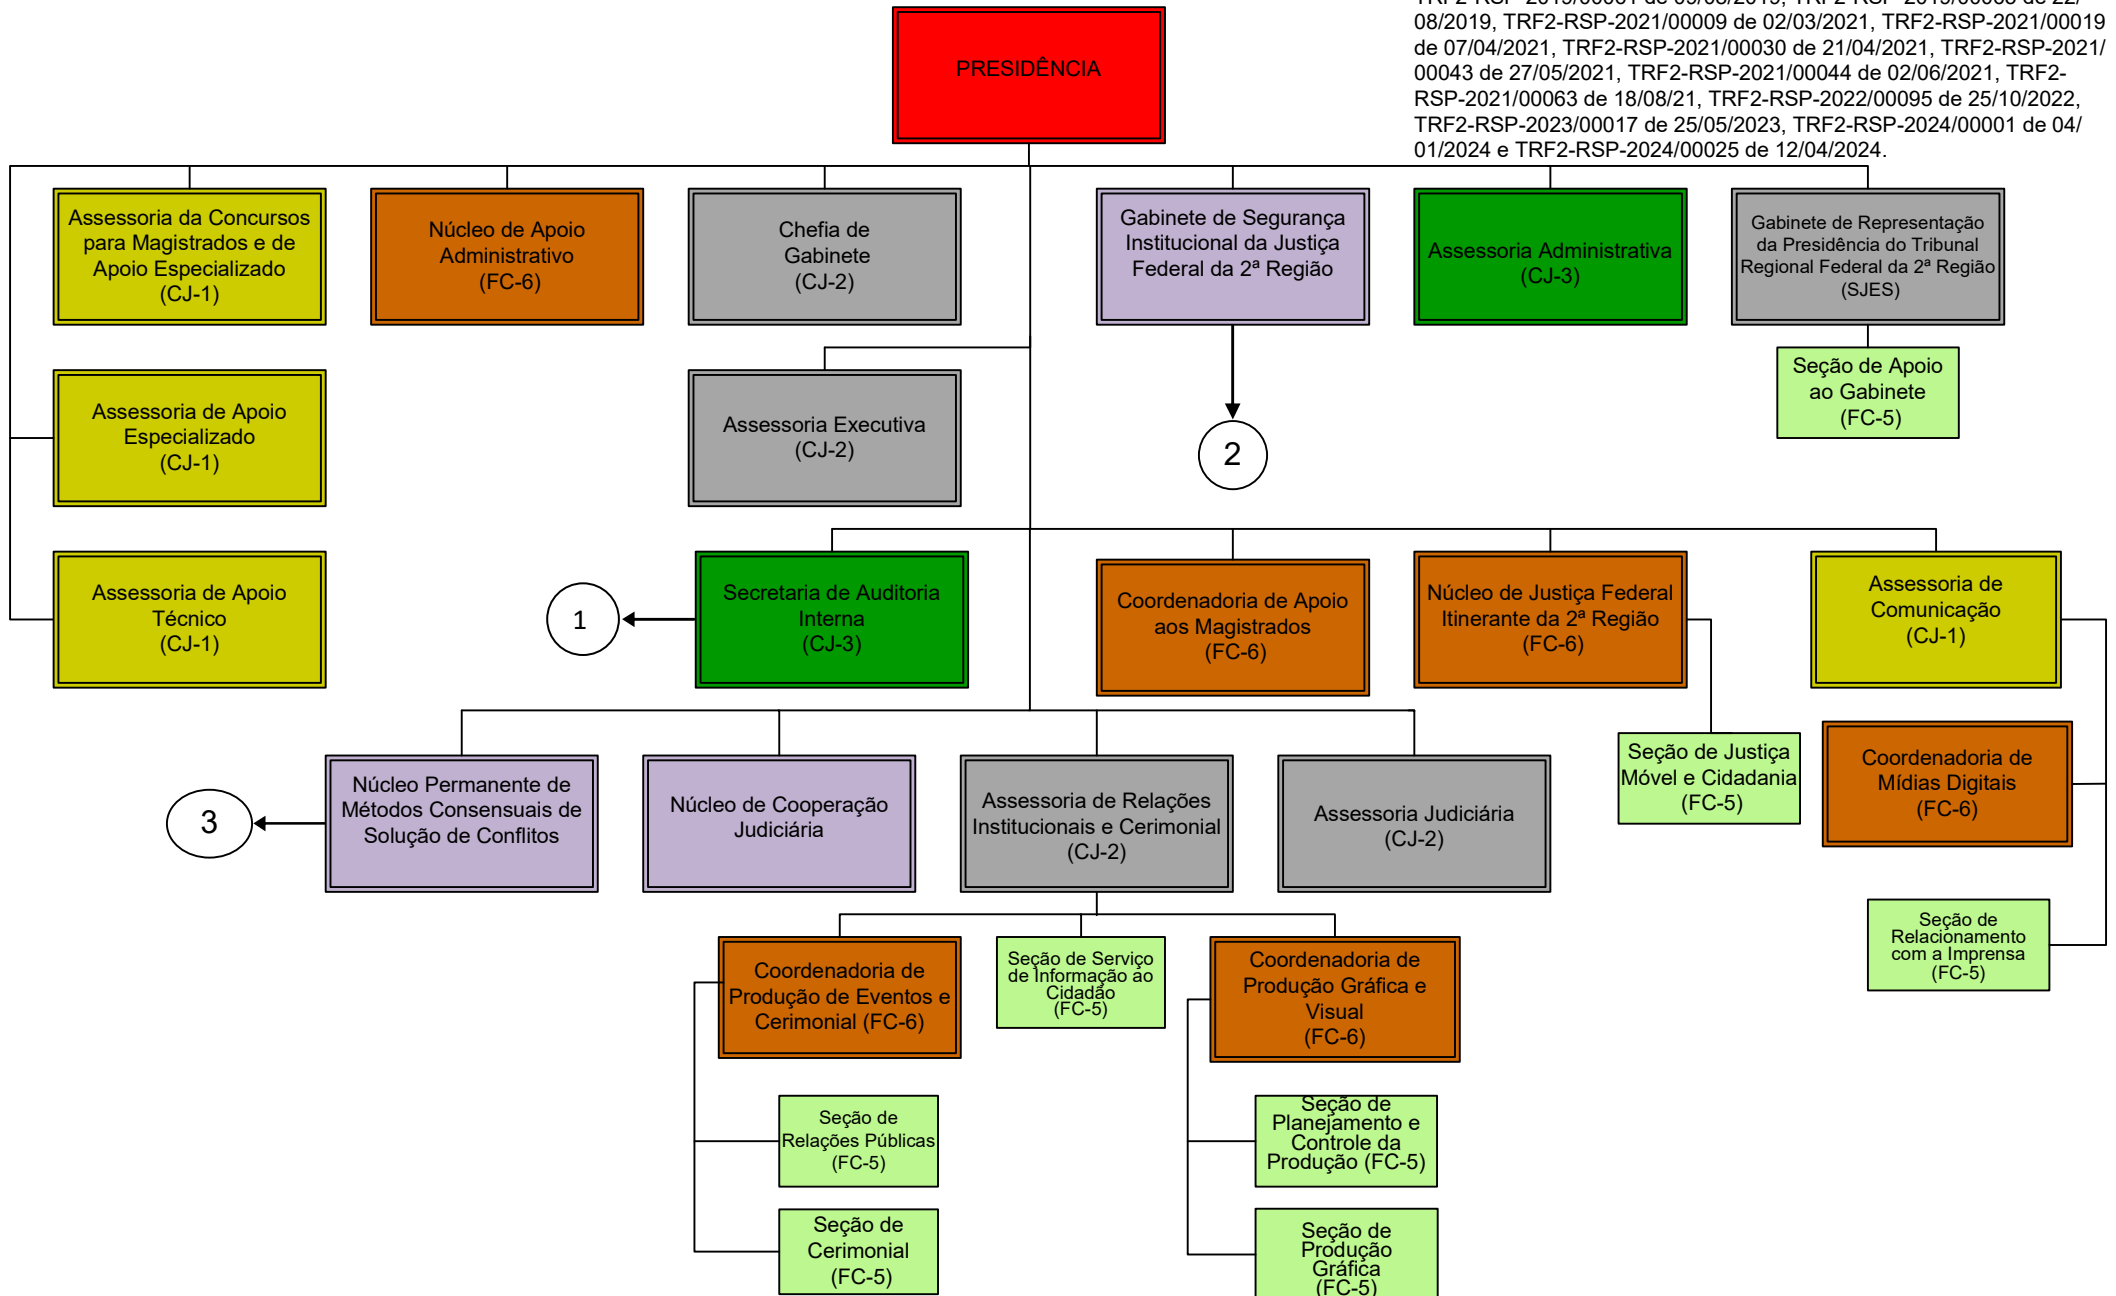 08/2019, TRF2-RSP-2021/00009 de 02/03/2021, TRF2-RSP-2021/00019
de 07/04/2021, TRF2-RSP-2021/00030 de 21/04/2021, TRF2-RSP-2021/
00043 de 27/05/2021, TRF2-RSP-2021/00044 de 02/06/2021, TRF2-
RSP-2021/00063 de 18/08/21, TRF2-RSP-2022/00095 de 25/10/2022,
TRF2-RSP-2023/00017 de 25/05/2023, TRF2-RSP-2024/00001 de 04/
01/2024 e TRF2-RSP-2024/00025 de 12/04/2024.
PRESIDÊNCIA
Assessoria da Concursos
para Magistrados e de
Apoio Especializado
(CJ-1)
Núcleo de Apoio
Administrativo
(FC-6)
Chefia de
Gabinete
(CJ-2)
Gabinete de Segurança
Institucional da Justiça
Federal da 2ª Região
Assessoria Administrativa
(CJ-3)
Gabinete de Representação
da Presidência do Tribunal
Regional Federal da 2ª Região
(SJES)
Seção de Apoio
ao Gabinete
(FC-5)
Assessoria de Apoio
Especializado
(CJ-1)
Assessoria Executiva
(CJ-2)
2
Assessoria de Apoio
Técnico
(CJ-1)
1
Secretaria de Auditoria
Interna
(CJ-3)
Coordenadoria de Apoio
aos Magistrados
(FC-6)
Núcleo de Justiça Federal
Itinerante da 2ª Região
(FC-6)
Assessoria de
Comunicação
(CJ-1)
Seção de Justiça
Móvel e Cidadania
(FC-5)
Coordenadoria de
Mídias Digitais
(FC-6)
3
Núcleo Permanente de
Métodos Consensuais de
Solução de Conflitos
Núcleo de Cooperação
Judiciária
Assessoria de Relações
Institucionais e Cerimonial
(CJ-2)
Assessoria Judiciária
(CJ-2)
Seção de
Relacionamento
com a Imprensa
(FC-5)
Coordenadoria de
Produção de Eventos e
Cerimonial (FC-6)
Seção de Serviço
de Informação ao
Cidadão
(FC-5)
Coordenadoria de
Produção Gráfica e
Visual
(FC-6)
Seção de
Relações Públicas
(FC-5)
Seção de
Planejamento e
Controle da
Produção (FC-5)
Seção de
Cerimonial
(FC-5)
Seção de
Produção
Gráfica
(FC-5)